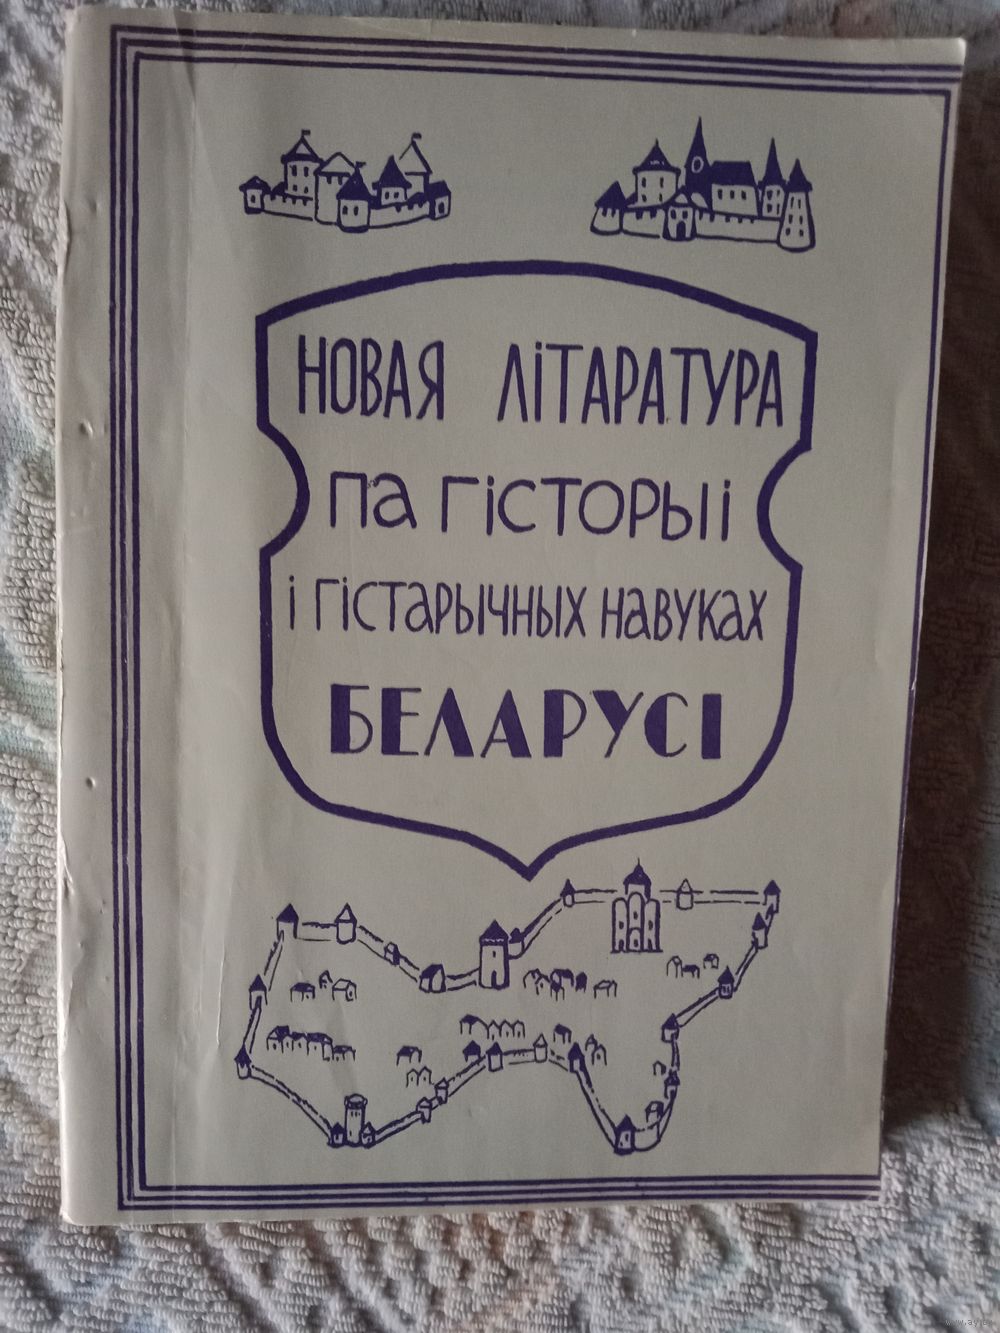 НОВАЯ ЛіТАРАТУРА
па гісторыі
і гістарычных навуках
БЕЛАРУСІ